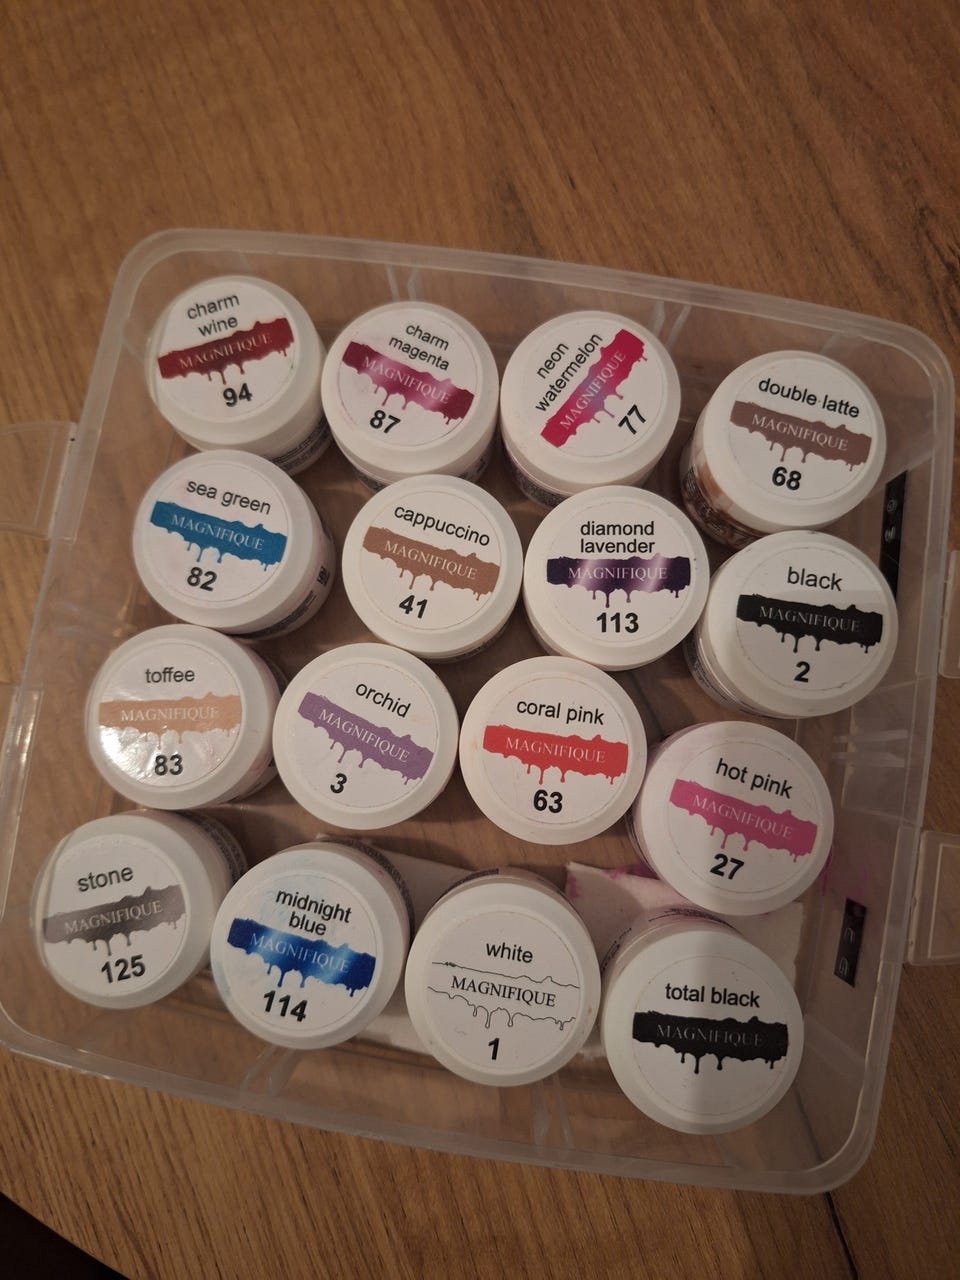 charm
wine
MAGNIFIQUE
94
charm
magenta
MAGNIFIQUE
87
neon
watermelon
MAGNIFIQUE
77
double latte
MAGNIFIQUE
68
sea green
MAGNIFIQUE
82
cappuccino
MAGNIFIQUE
41
diamond
lavender
MAGNIFIQUE
113
black
MAGNIFIQUE
2
toffee
MAGNIFIQUE
83
orchid
MAGNIFIQUE
3
coral pink
MAGNIFIQUE
63
hot pink
MAGNIFIQUE
27
stone
MAGNIFIQUE
125
midnight
blue
MAGNIFIQUE
114
white
MAGNIFIQUE
1
total black
MAGNIFIQUE